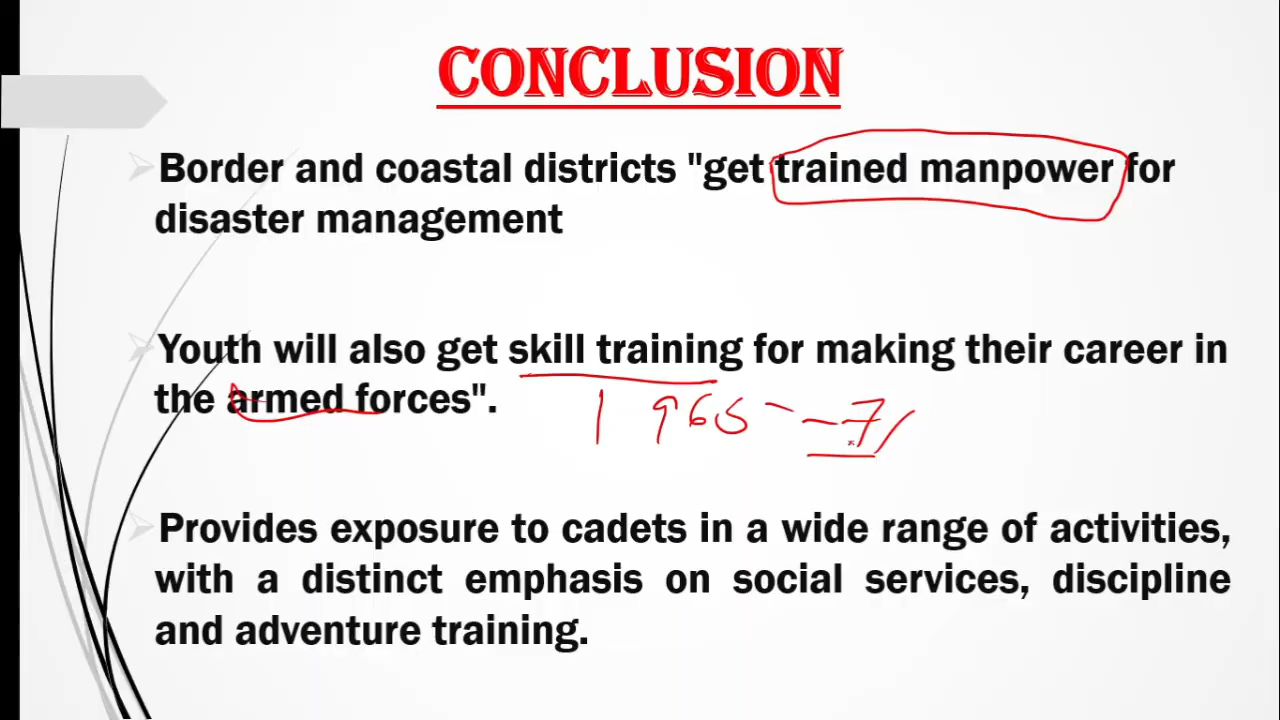 CONCLUSION
Border and coastal districts "get trained manpower for
disaster management
Youth will also get skill training for making their career in
the armed forces".
1965 - -71
Provides exposure to cadets in a wide range of activities,
with a distinct emphasis on social services, discipline
and adventure training.